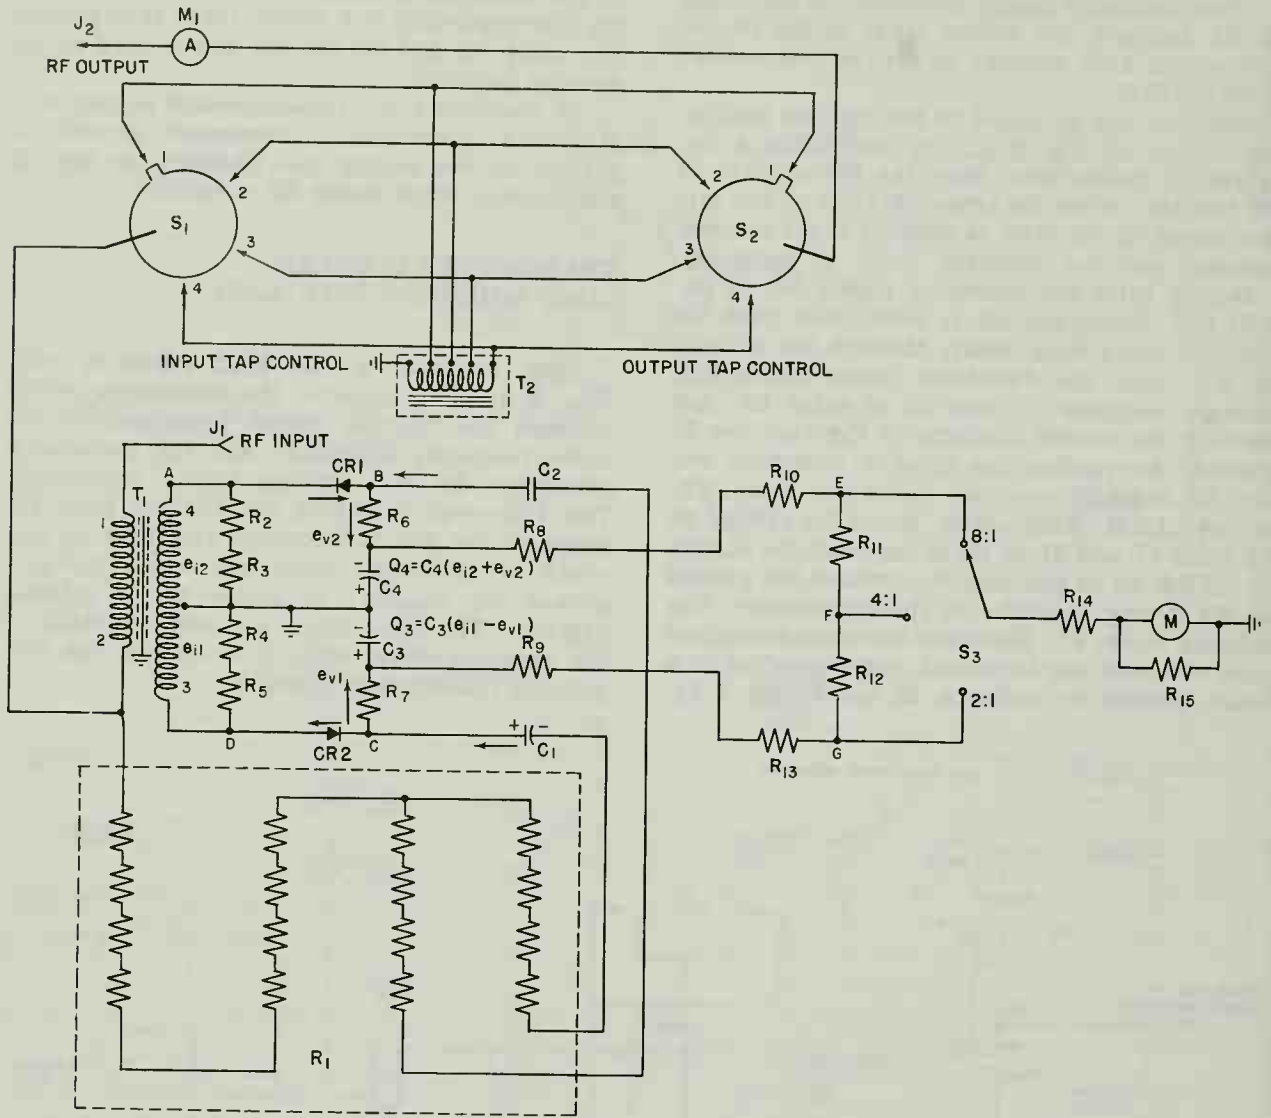 J2
M1
A
RF OUTPUT
1
1
2
2
S1
S2
3
3
4
4
INPUT TAP CONTROL
T2
OUTPUT TAP CONTROL
J1 RF INPUT
A
CR1
B
C2
R10
E
T1
4
1
R2
R6
R8
R11
8:1
ev2
ei2
R3
Q4=C4(ei2+ev2)
-
+
C4
4:1
R14
M
F
2
R4
-
Q3=C3(ei1-ev1)
+
C3
R9
S3
ei1
R15
ev1
R12
3
R5
R7
2:1
D
CR2
C
+ -
C1
R13
G
R1